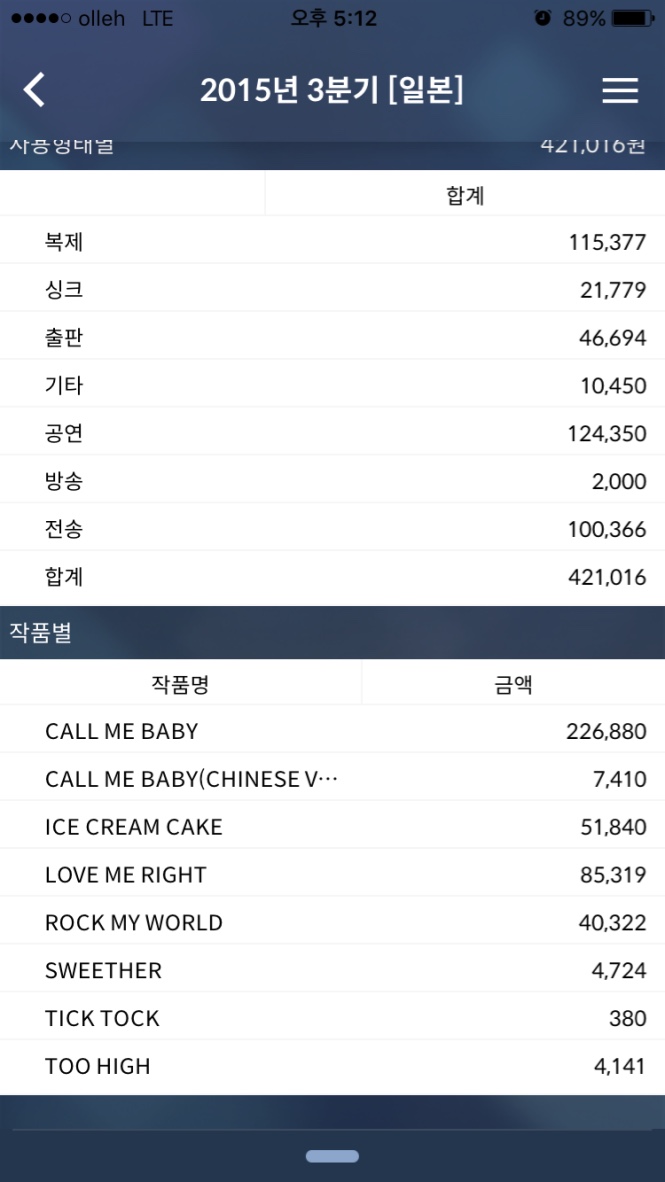 olleh LTE 오후 5:12 89%
2015년 3분기 [일본]
사용형태별 421,016원
합계
복제 115,377
싱크 21,779
출판 46,694
기타 10,450
공연 124,350
방송 2,000
전송 100,366
합계 421,016
작품별
작품명 금액
CALL ME BABY 226,880
CALL ME BABY(CHINESE V··· 7,410
ICE CREAM CAKE 51,840
LOVE ME RIGHT 85,319
ROCK MY WORLD 40,322
SWEETHER 4,724
TICK TOCK 380
TOO HIGH 4,141